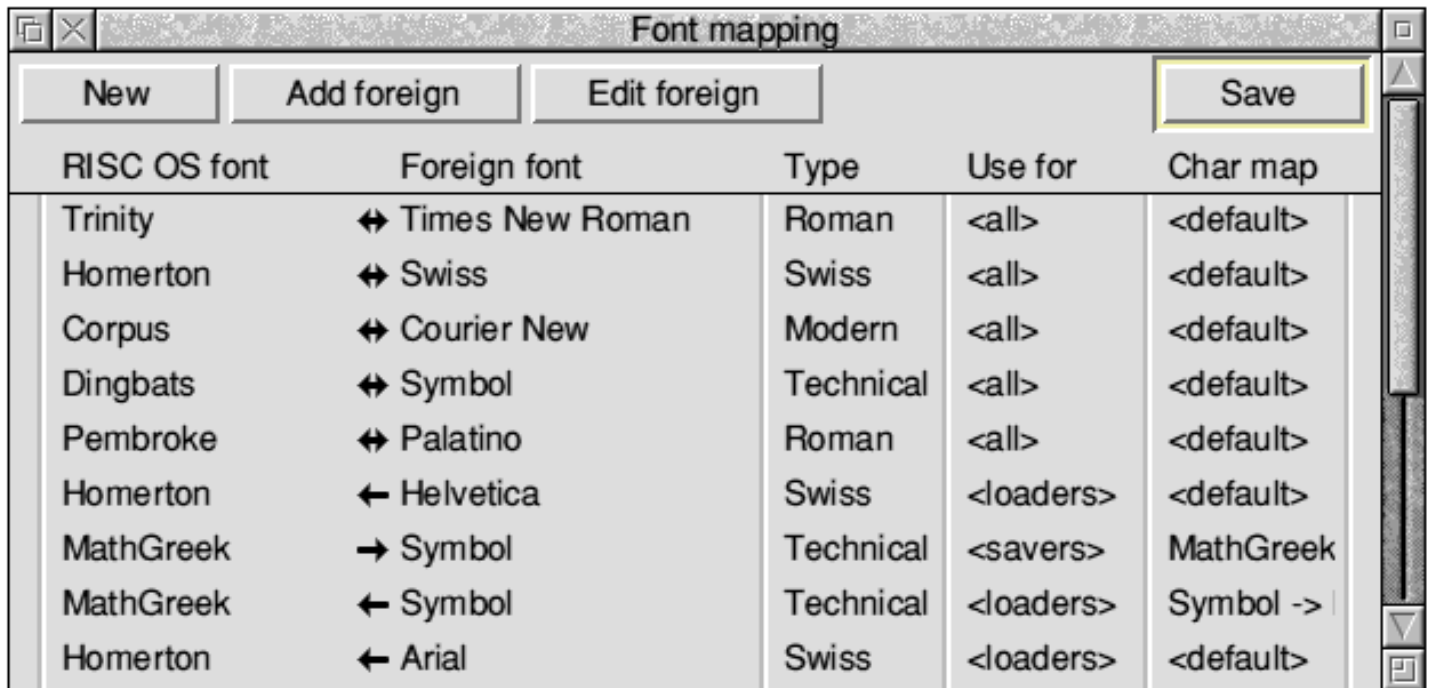 Font mapping
New Add foreign Edit foreign Save
RISC OS font Foreign font Type Use for Char map
Trinity ↔ Times New Roman Roman <all> <default>
Homerton ↔ Swiss Swiss <all> <default>
Corpus ↔ Courier New Modern <all> <default>
Dingbats ↔ Symbol Technical <all> <default>
Pembroke ↔ Palatino Roman <all> <default>
Homerton ← Helvetica Swiss <loaders> <default>
MathGreek → Symbol Technical <savers> MathGreek
MathGreek ← Symbol Technical <loaders> Symbol ->
Homerton ← Arial Swiss <loaders> <default>